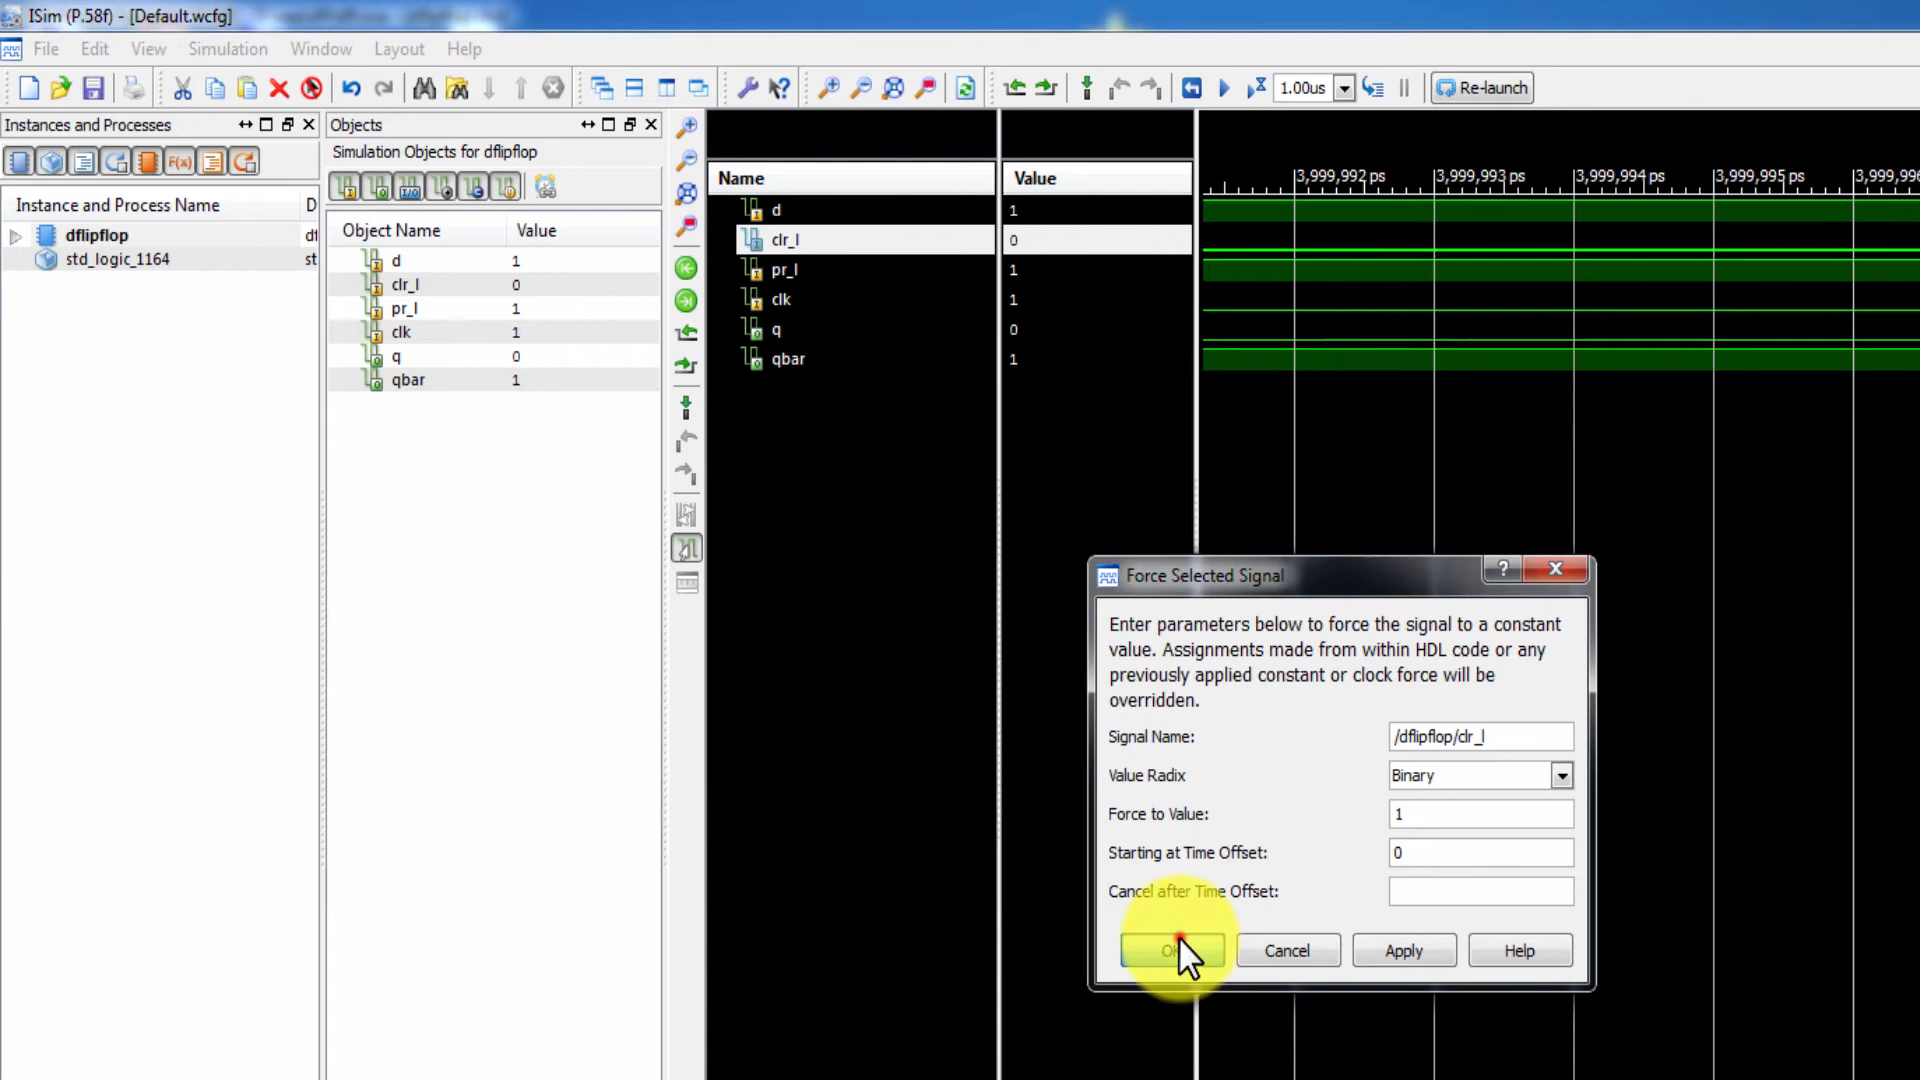 ISim (P.58f) - [Default.wcfg]
File Edit View Simulation Window Layout Help
1.00us Re-launch
Instances and Processes
Objects
Simulation Objects for dflipflop
Instance and Process Name D
dflipflop df
std_logic_1164 st
Object Name Value
d 1
clr_l 0
pr_l 1
clk 1
q 0
qbar 1
Name Value
d 1
clr_l 0
pr_l 1
clk 1
q 0
qbar 1
3,999,992 ps 3,999,993 ps 3,999,994 ps 3,999,995 ps 3,999,996
Force Selected Signal
Enter parameters below to force the signal to a constant
value. Assignments made from within HDL code or any
previously applied constant or clock force will be
overridden.
Signal Name: /dflipflop/clr_l
Value Radix Binary
Force to Value: 1
Starting at Time Offset: 0
Cancel after Time Offset:
Cancel Apply Help